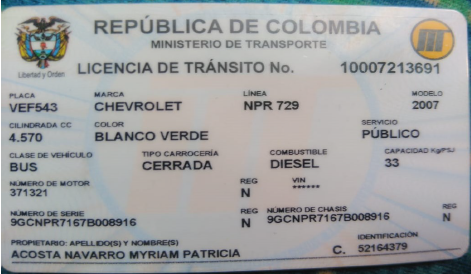 REPÚBLICA DE COLOMBIA
MINISTERIO DE TRANSPORTE
Libertad y Orden
LICENCIA DE TRÁNSITO No. 10007213691
PLACA MARCA LÍNEA MODELO
VEF543 CHEVROLET NPR 729 2007
CILINDRADA CC COLOR SERVICIO
4.570 BLANCO VERDE PÚBLICO
CLASE DE VEHÍCULO TIPO CARROCERÍA COMBUSTIBLE CAPACIDAD Kg/PSJ
BUS CERRADA DIESEL 33
NÚMERO DE MOTOR REG VIN
371321 N ******
NÚMERO DE SERIE REG NÚMERO DE CHASIS REG
9GCNPR7167B008916 N 9GCNPR7167B008916 N
PROPIETARIO: APELLIDO(S) Y NOMBRE(S) IDENTIFICACIÓN
ACOSTA NAVARRO MYRIAM PATRICIA C. 52164379